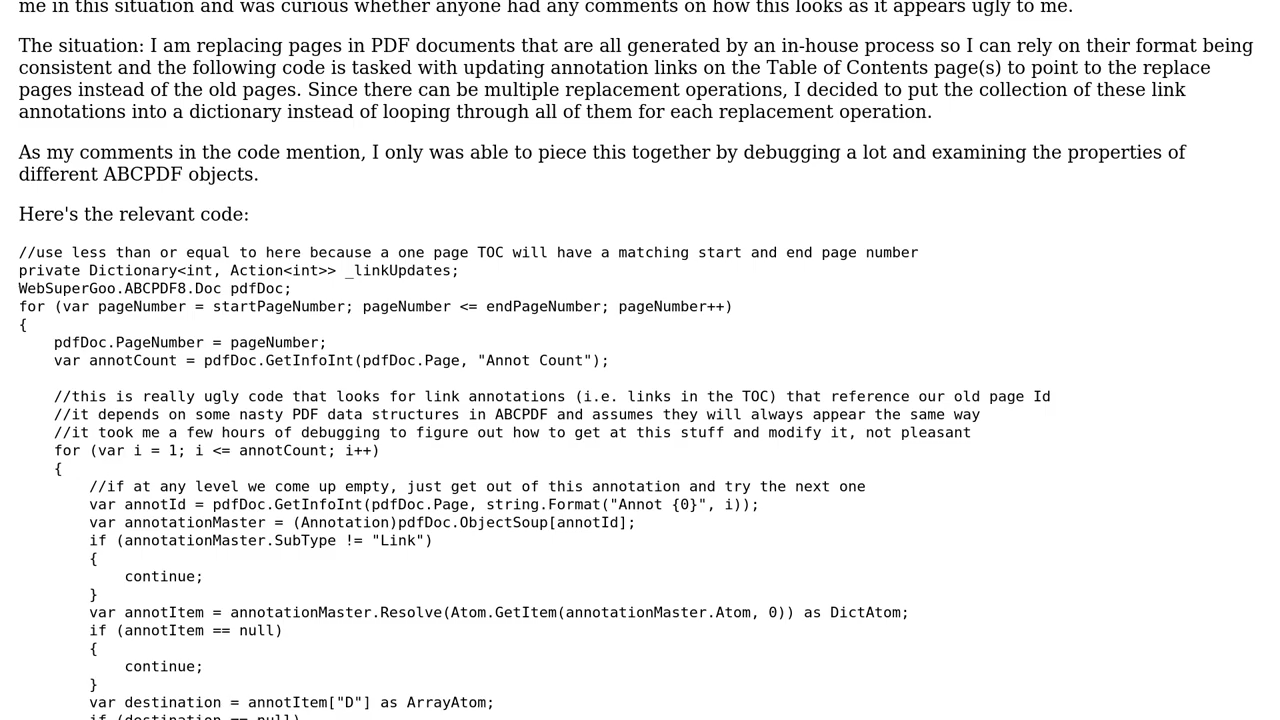 me in this situation and was curious whether anyone had any comments on how this looks as it appears ugly to me.
The situation: I am replacing pages in PDF documents that are all generated by an in-house process so I can rely on their format being
consistent and the following code is tasked with updating annotation links on the Table of Contents page(s) to point to the replace
pages instead of the old pages. Since there can be multiple replacement operations, I decided to put the collection of these link
annotations into a dictionary instead of looping through all of them for each replacement operation.
As my comments in the code mention, I only was able to piece this together by debugging a lot and examining the properties of
different ABCPDF objects.
Here's the relevant code:
//use less than or equal to here because a one page TOC will have a matching start and end page number
private Dictionary<int, Action<int>> _linkUpdates;
WebSuperGoo.ABCPDF8.Doc pdfDoc;
for (var pageNumber = startPageNumber; pageNumber <= endPageNumber; pageNumber++)
{
    pdfDoc.PageNumber = pageNumber;
    var annotCount = pdfDoc.GetInfoInt(pdfDoc.Page, "Annot Count");
    //this is really ugly code that looks for link annotations (i.e. links in the TOC) that reference our old page Id
    //it depends on some nasty PDF data structures in ABCPDF and assumes they will always appear the same way
    //it took me a few hours of debugging to figure out how to get at this stuff and modify it, not pleasant
    for (var i = 1; i <= annotCount; i++)
    {
        //if at any level we come up empty, just get out of this annotation and try the next one
        var annotId = pdfDoc.GetInfoInt(pdfDoc.Page, string.Format("Annot {0}", i));
        var annotationMaster = (Annotation)pdfDoc.ObjectSoup[annotId];
        if (annotationMaster.SubType != "Link")
        {
            continue;
        }
        var annotItem = annotationMaster.Resolve(Atom.GetItem(annotationMaster.Atom, 0)) as DictAtom;
        if (annotItem == null)
        {
            continue;
        }
        var destination = annotItem["D"] as ArrayAtom;
        if (destination == null)